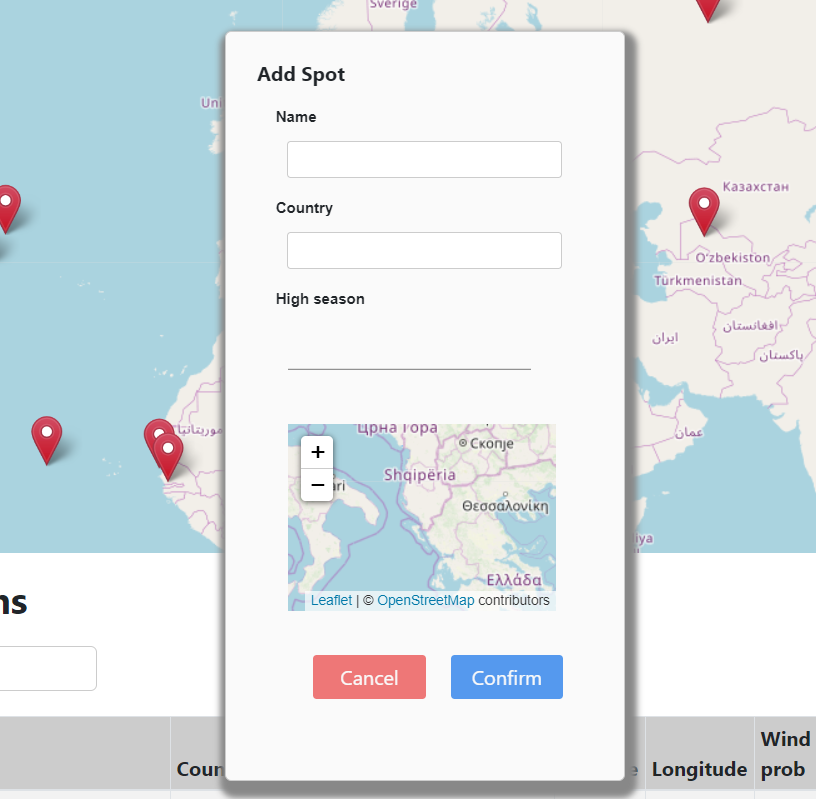 Sverige
Add Spot
Name
Uni
Country
Казахстан
O'zbekiston
Türkmenistan
High season
افغانستان
ایران
پاکستان
موريتانيا
عمان
+
−
Црна Гора
Скопје
Shqipëria
ari
Θεσσαλονίκη
Ελλάδα
iya
Leaflet | © OpenStreetMap contributors
ns
Cancel
Confirm
Coun
e
Longitude
Wind
prob